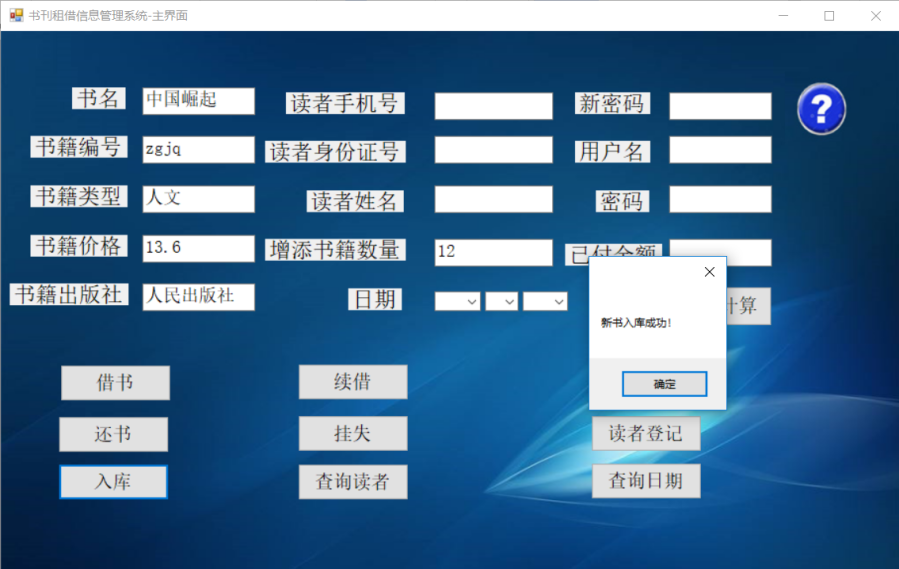 书刊租借信息管理系统-主界面
书名 中国崛起 读者手机号 新密码
书籍编号 zgjq 读者身份证号 用户名
书籍类型 人文 读者姓名 密码
书籍价格 13.6 增添书籍数量 12 已付金额
书籍出版社 人民出版社 日期 计算
新书入库成功!
确定
借书 续借
还书 挂失 读者登记
入库 查询读者 查询日期